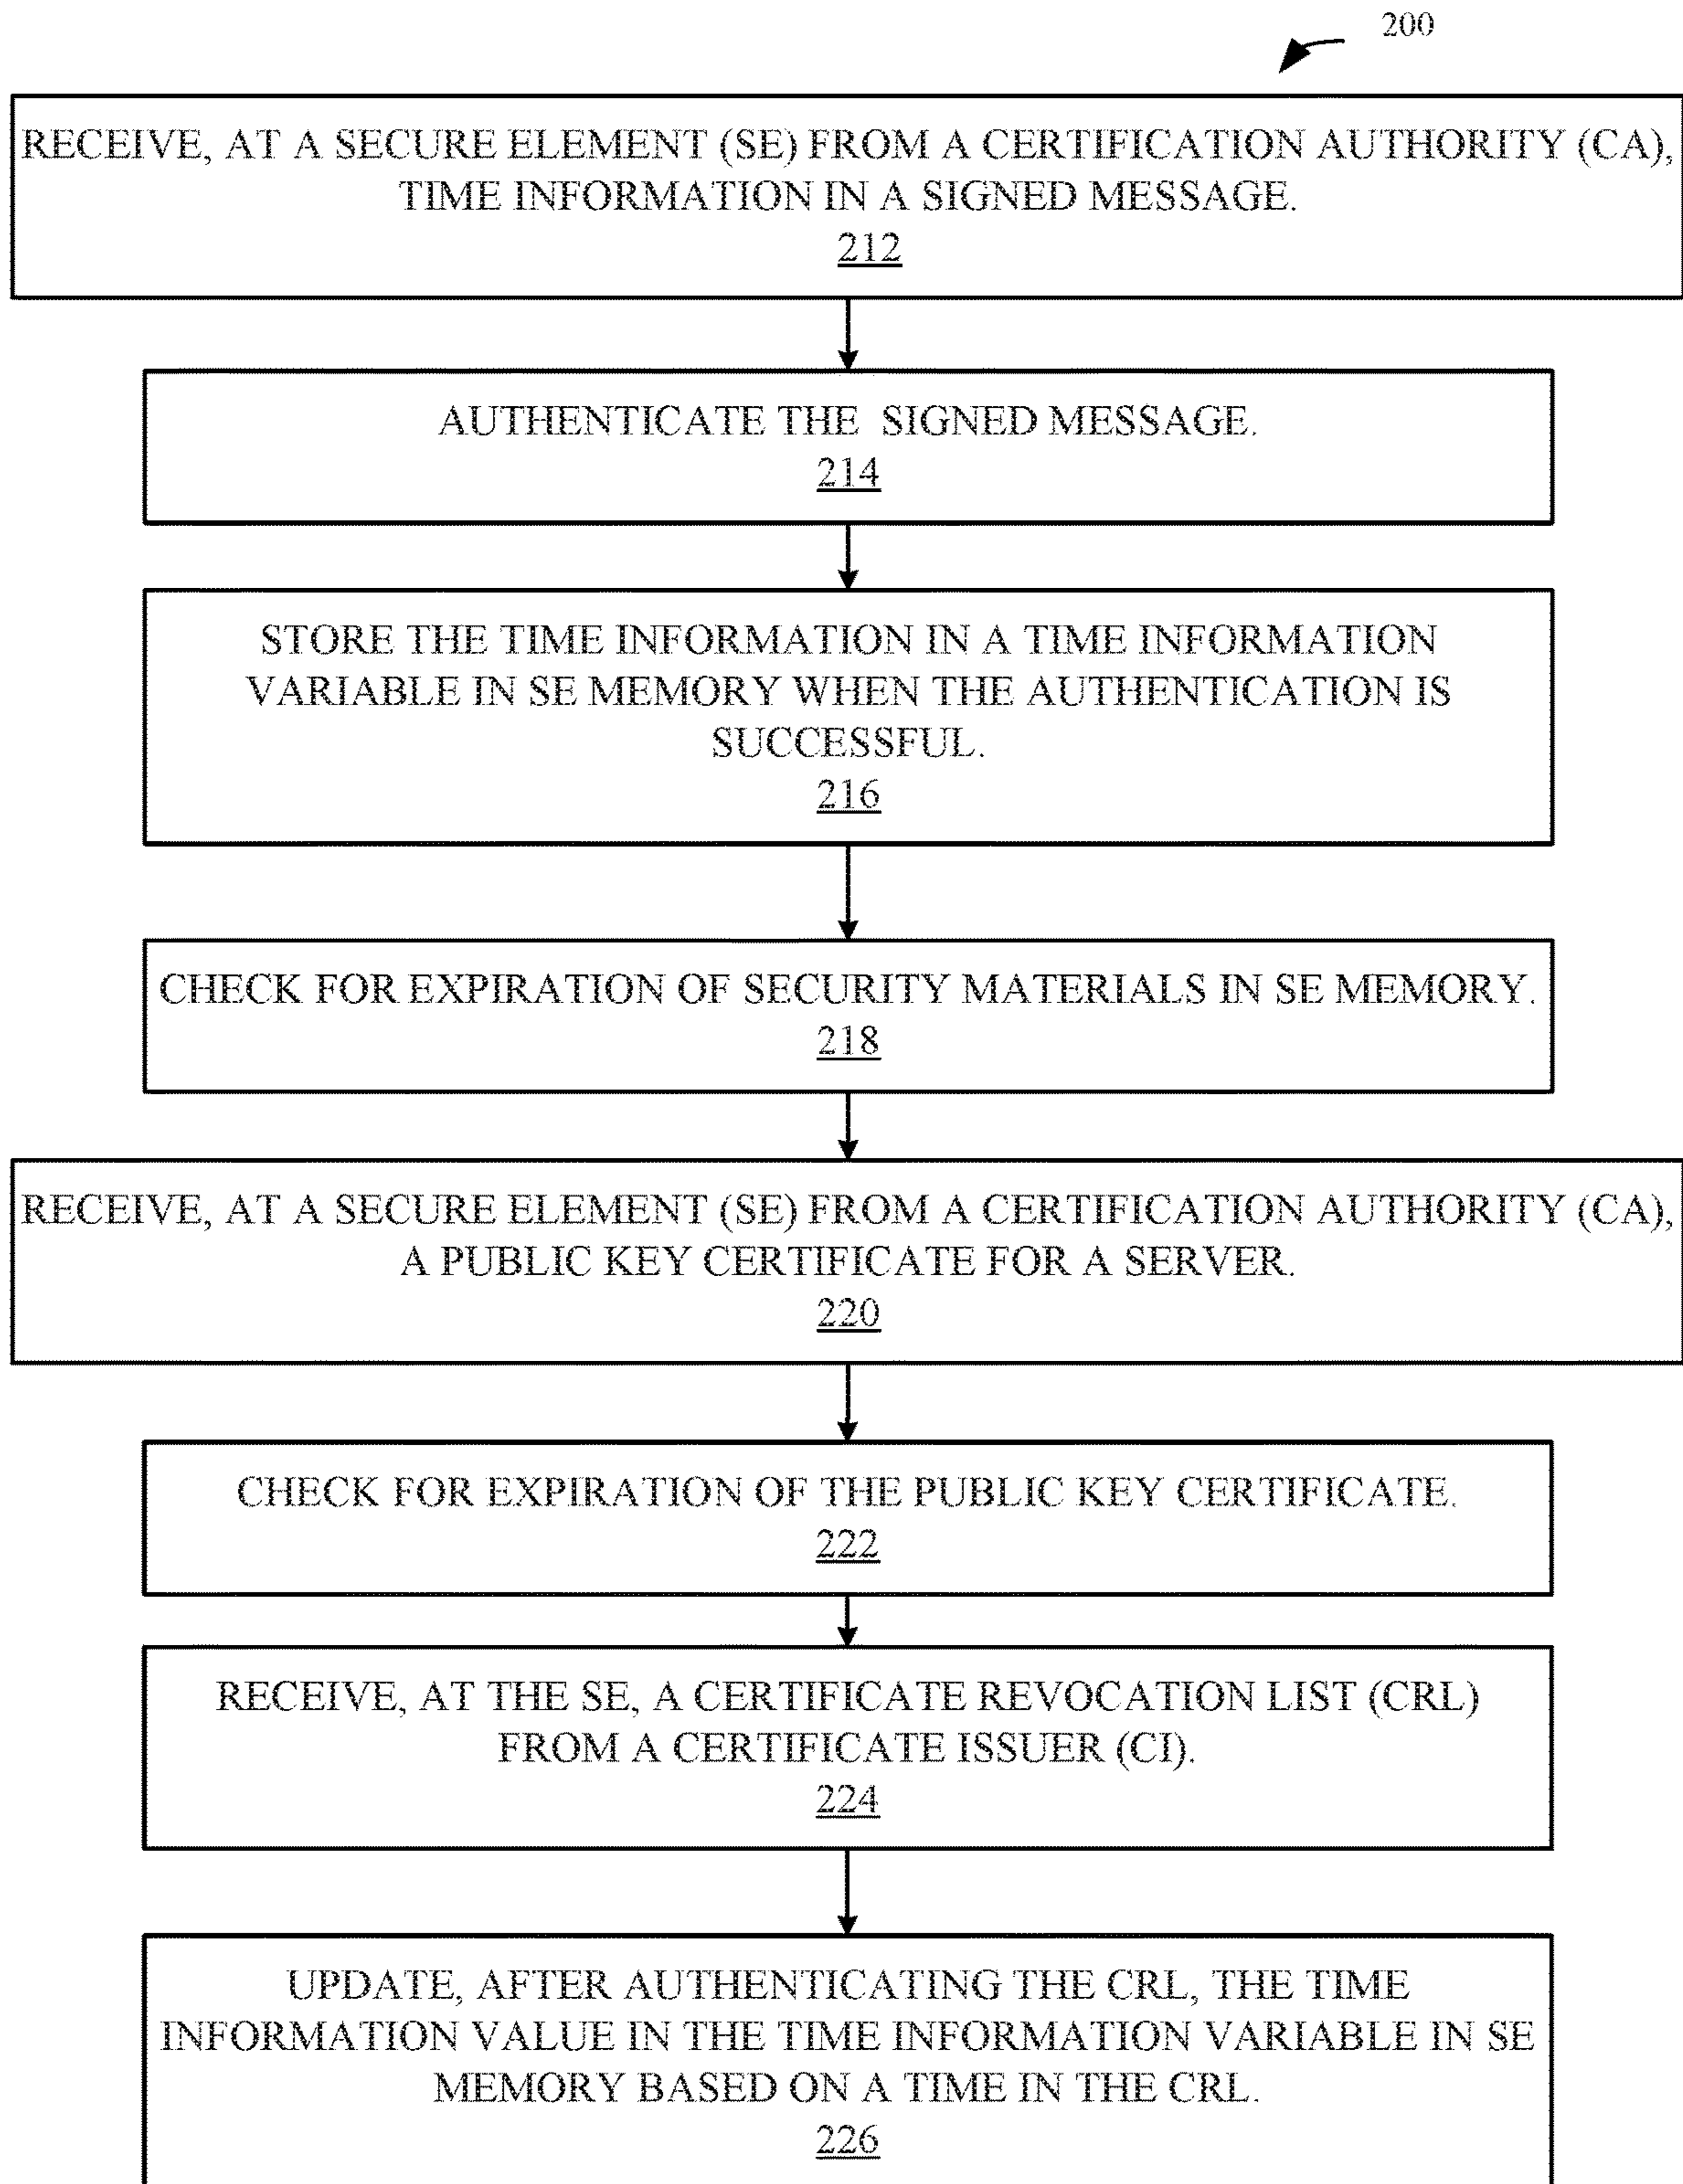 200
RECEIVE, AT A SECURE ELEMENT (SE) FROM A CERTIFICATION AUTHORITY (CA),
TIME INFORMATION IN A SIGNED MESSAGE.
212
AUTHENTICATE THE SIGNED MESSAGE.
214
STORE THE TIME INFORMATION IN A TIME INFORMATION
VARIABLE IN SE MEMORY WHEN THE AUTHENTICATION IS
SUCCESSFUL.
216
CHECK FOR EXPIRATION OF SECURITY MATERIALS IN SE MEMORY.
218
RECEIVE, AT A SECURE ELEMENT (SE) FROM A CERTIFICATION AUTHORITY (CA),
A PUBLIC KEY CERTIFICATE FOR A SERVER.
220
CHECK FOR EXPIRATION OF THE PUBLIC KEY CERTIFICATE.
222
RECEIVE, AT THE SE, A CERTIFICATE REVOCATION LIST (CRL)
FROM A CERTIFICATE ISSUER (CI).
224
UPDATE, AFTER AUTHENTICATING THE CRL, THE TIME
INFORMATION VALUE IN THE TIME INFORMATION VARIABLE IN SE
MEMORY BASED ON A TIME IN THE CRL.
226